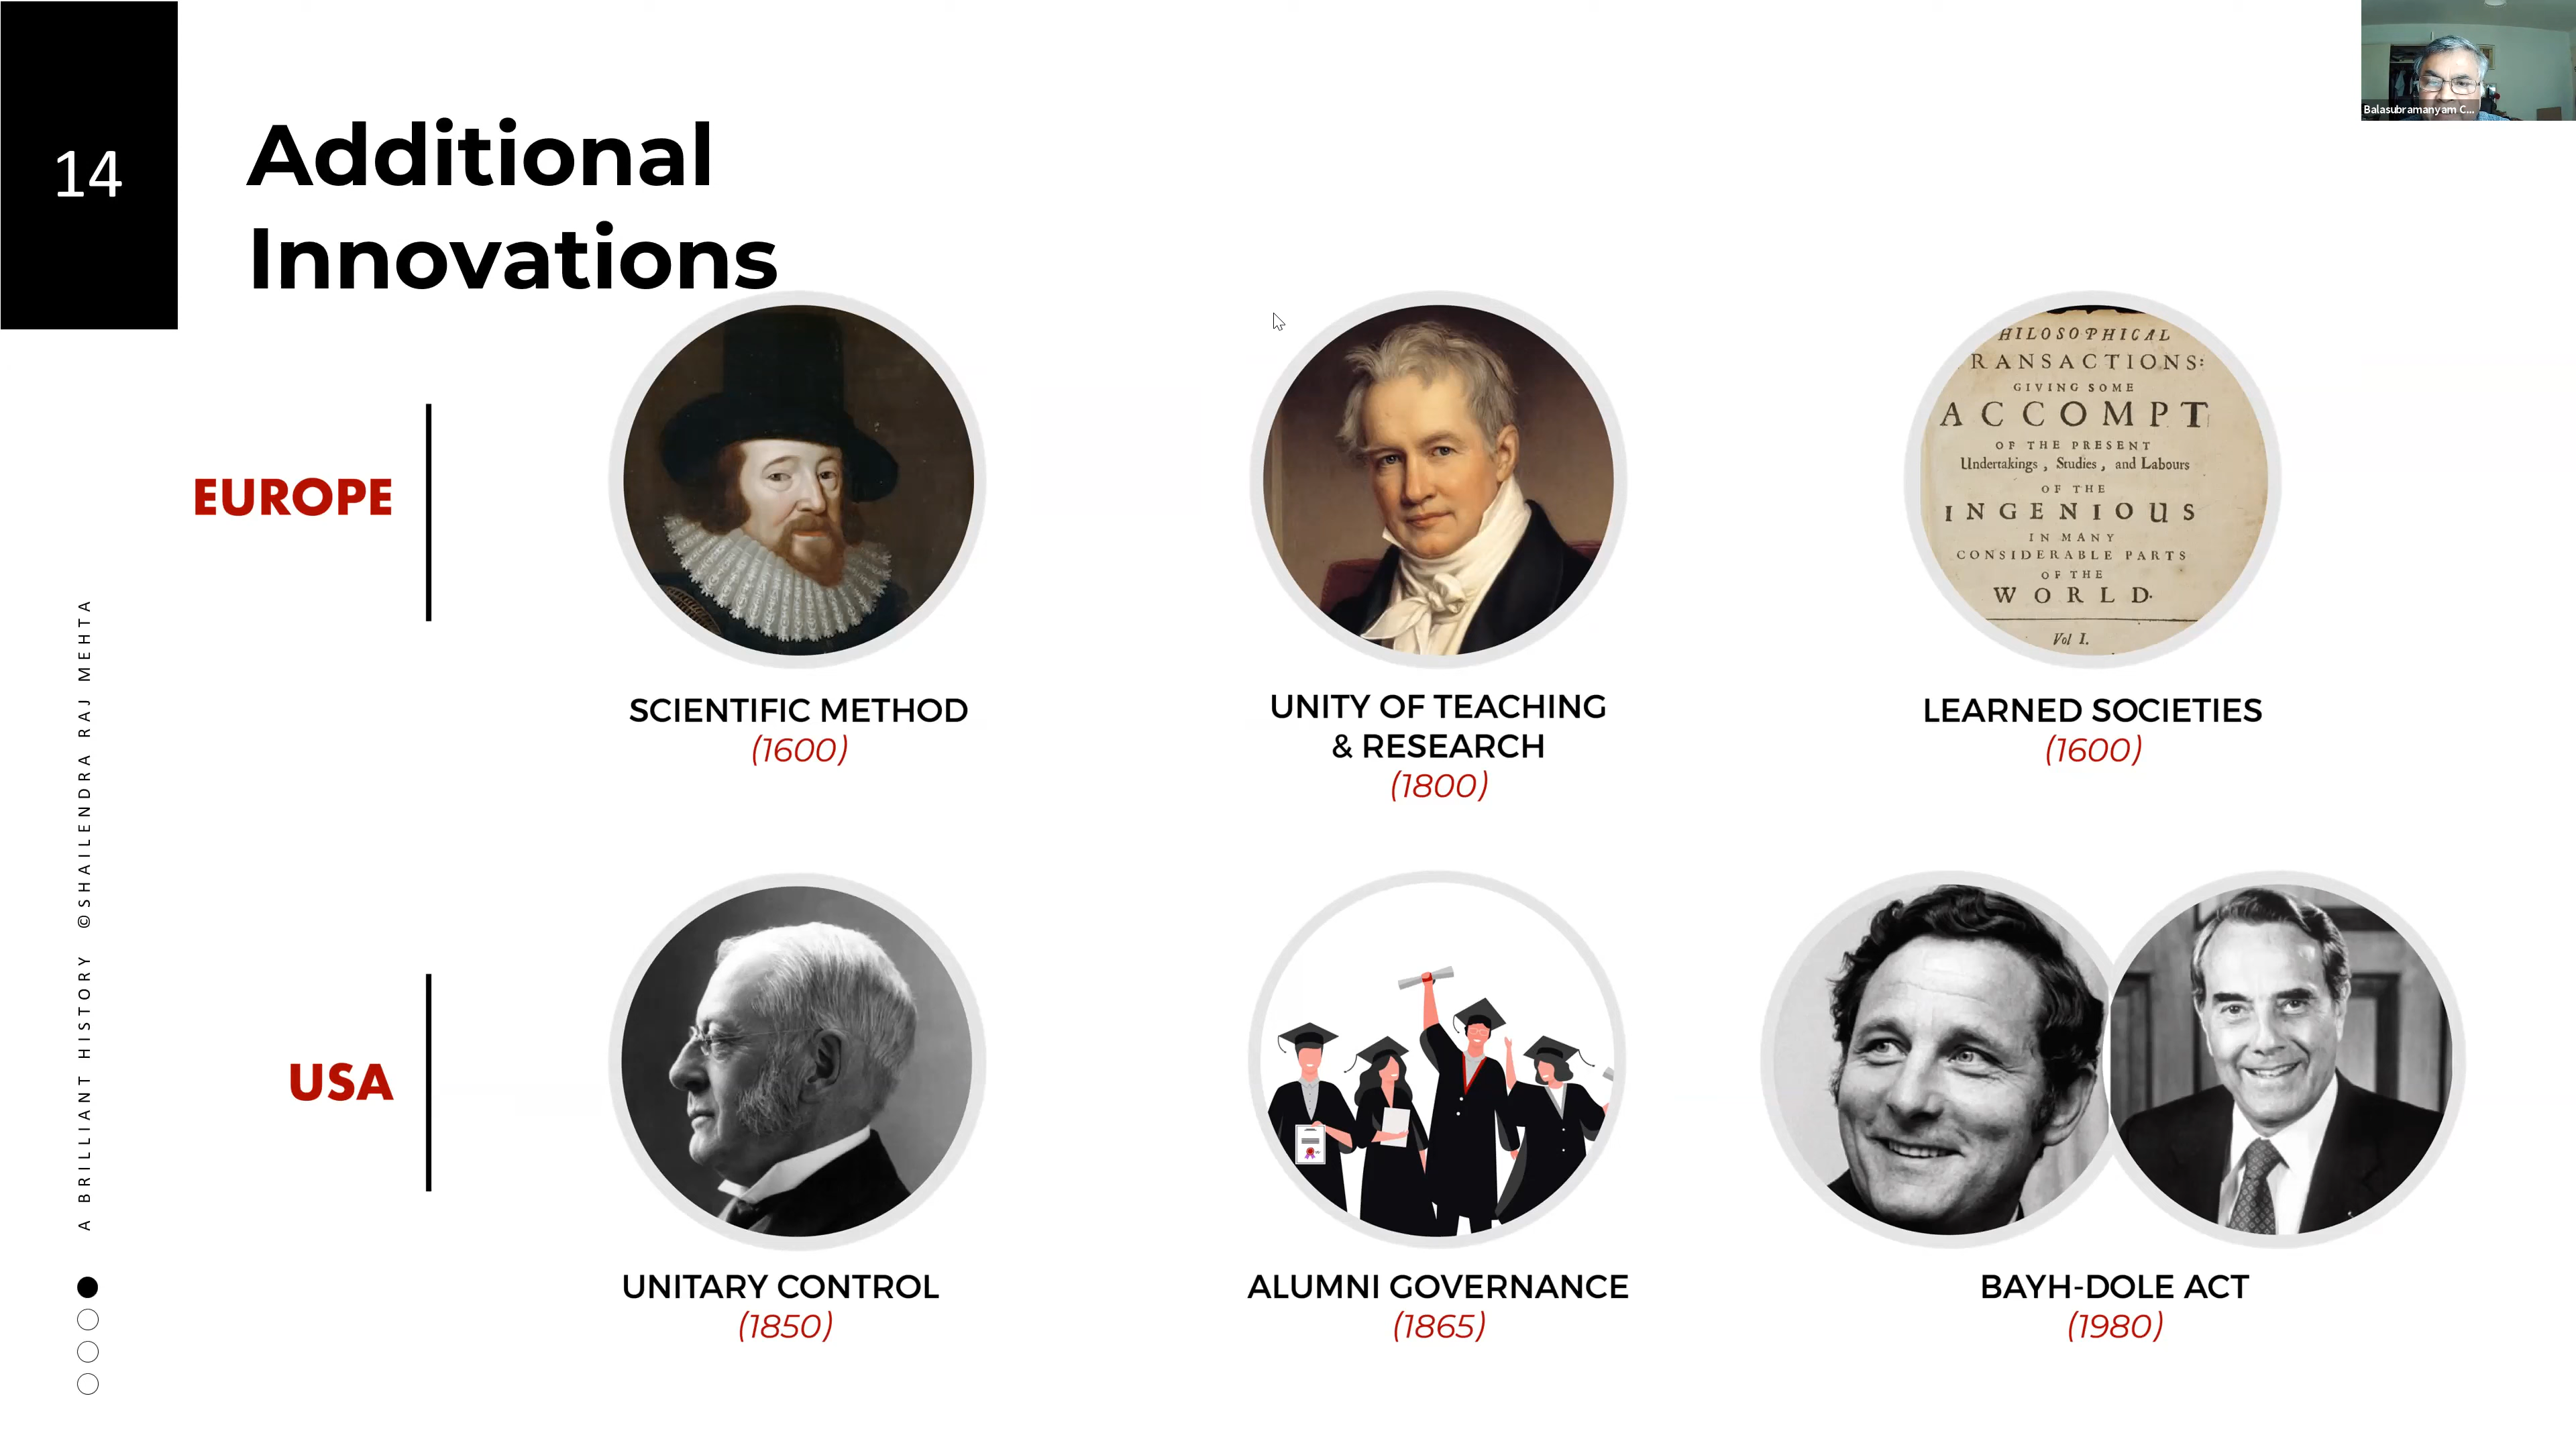 14
Additional
Innovations
Balasubramanyam C...
EUROPE
HILOSOPHICAL
RANSACTIONS:
GIVING SOME
ACCOMPT
OF THE PRESENT
Undertakings, Studies, and Labours
OF THE
INGENIOUS
IN MANY
CONSIDERABLE PARTS
OF THE
WORLD.
Vol I.
SCIENTIFIC METHOD
(1600)
UNITY OF TEACHING
& RESEARCH
(1800)
LEARNED SOCIETIES
(1600)
USA
UNITARY CONTROL
(1850)
ALUMNI GOVERNANCE
(1865)
BAYH-DOLE ACT
(1980)
A BRILLIANT HISTORY ©SHAILENDRA RAJ MEHTA